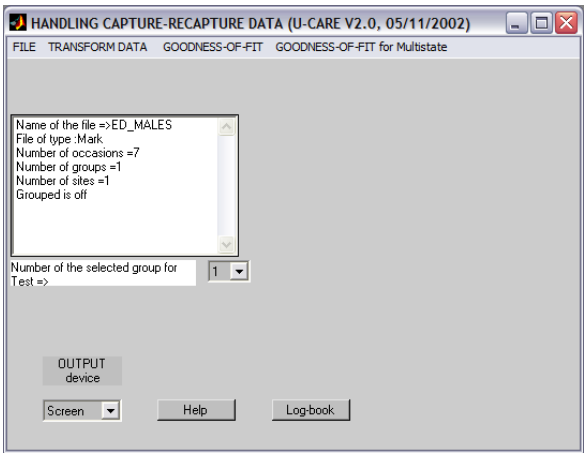 HANDLING CAPTURE-RECAPTURE DATA (U-CARE V2.0, 05/11/2002)
FILE TRANSFORM DATA GOODNESS-OF-FIT GOODNESS-OF-FIT for Multistate
Name of the file =>ED_MALES
File of type :Mark
Number of occasions =7
Number of groups =1
Number of sites =1
Grouped is off
Number of the selected group for
Test =>
1
OUTPUT
device
Screen Help Log-book